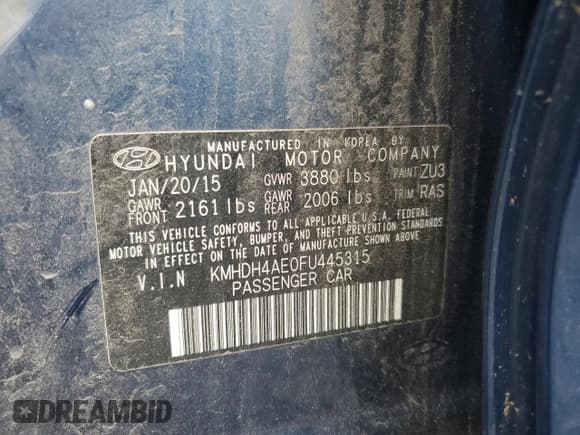 MANUFACTURED IN KOREA BY
HYUNDAI MOTOR COMPANY
JAN/20/15 GVWR 3880 lbs PAINT ZU3
GAWR FRONT 2161 lbs GAWR REAR 2006 lbs TRIM RAS
THIS VEHICLE CONFORMS TO ALL APPLICABLE U.S.A. FEDERAL
MOTOR VEHICLE SAFETY, BUMPER, AND THEFT PREVENTION
STANDARDS IN EFFECT ON THE DATE OF MANUFACTURE SHOWN ABOVE.
V.I.N KMHDH4AE0FU445315
PASSENGER CAR
DREAMBID